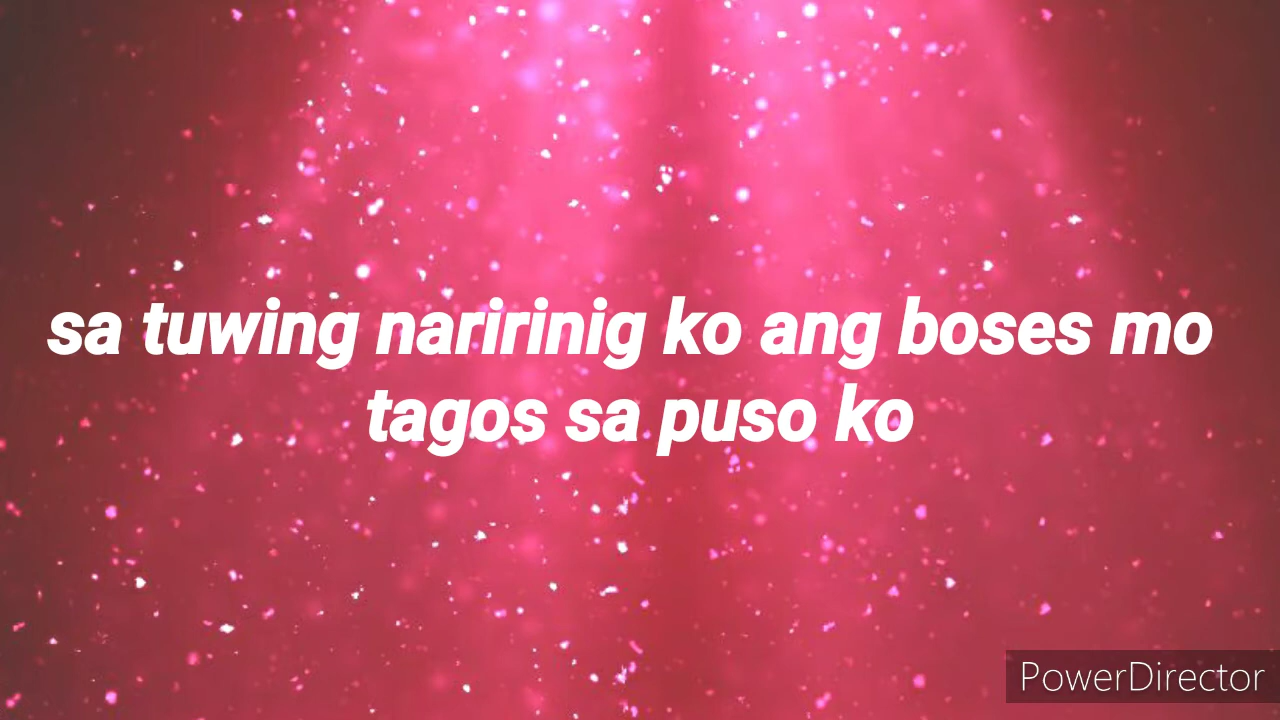 sa tuwing naririnig ko ang boses mo
tagos sa puso ko
PowerDirector